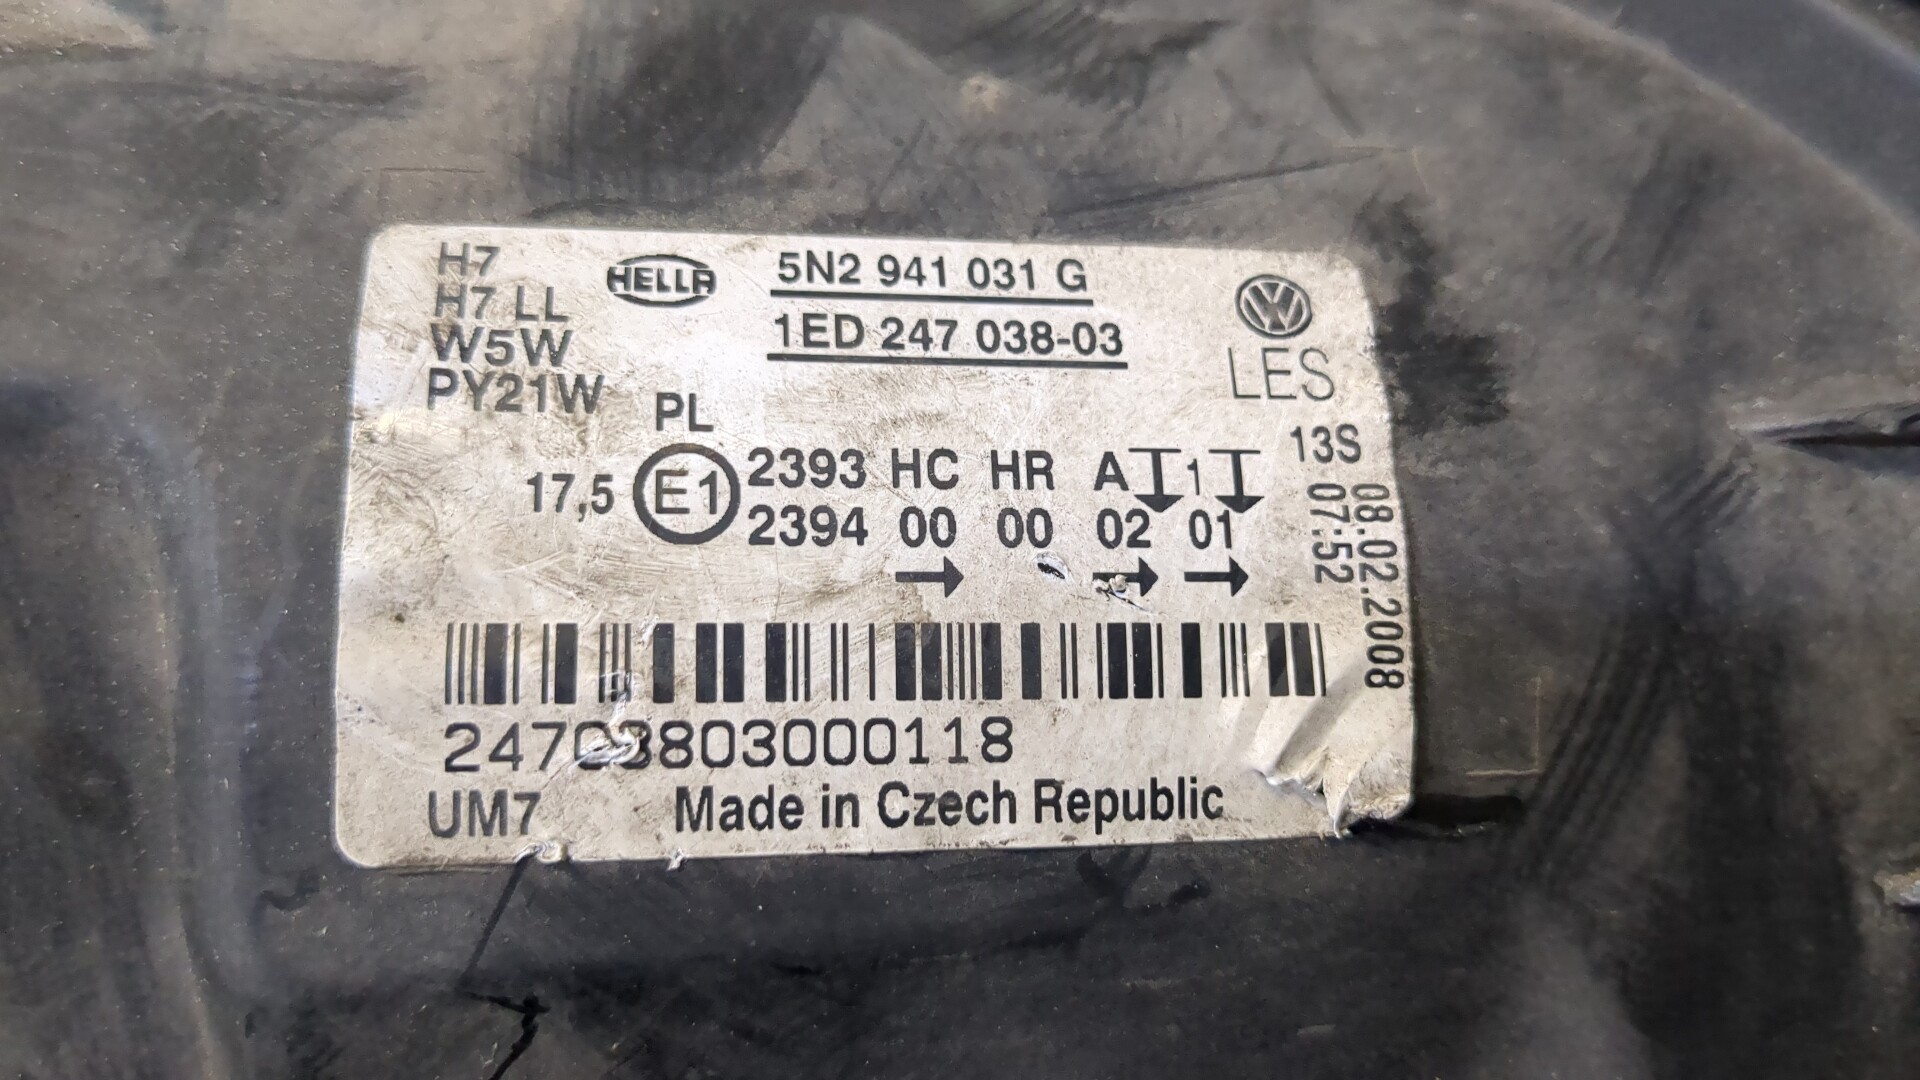 H7
H7 LL
W5W
PY21W
HELLA
5N2 941 031 G
1ED 247 038-03
VW
LES
PL
17,5 E1
2393 HC HR A 1
2394 00 00 02 01
→ → →
13S
08.02.2008
07:52
24703803000118
UM7 Made in Czech Republic